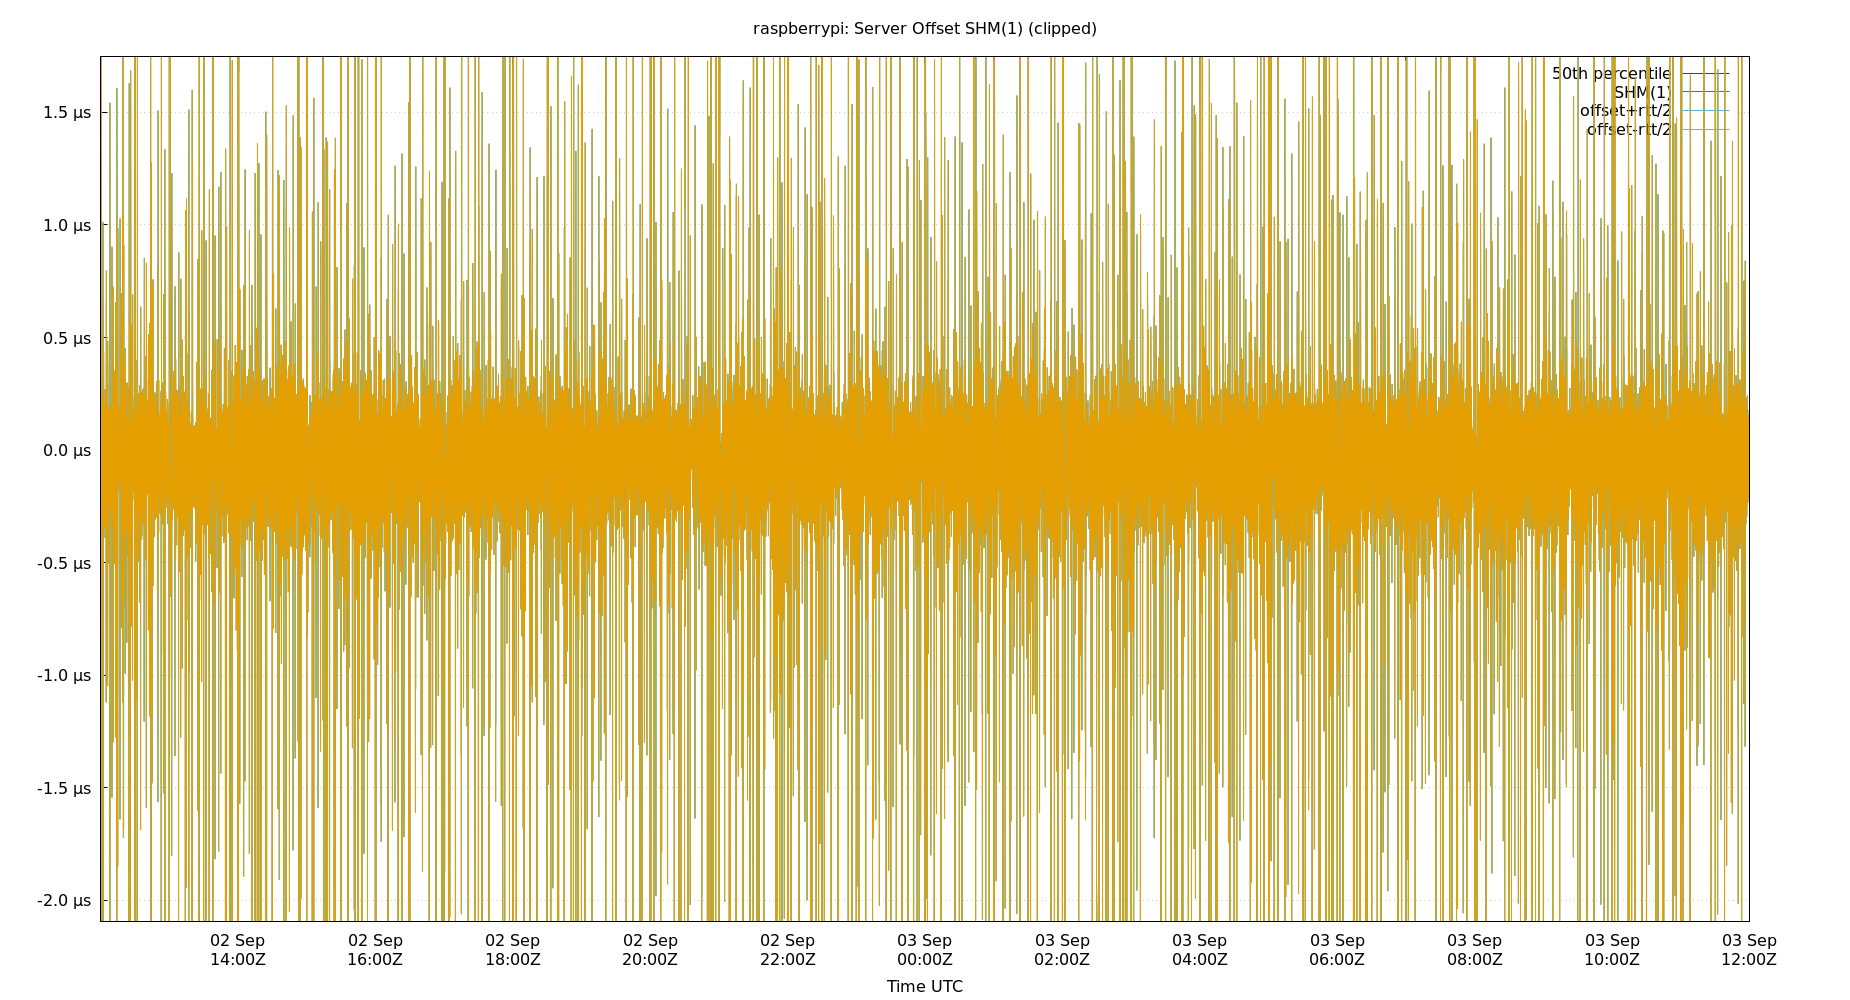 raspberrypi: Server Offset SHM(1) (clipped)
50th percentile
SHM(1)
offset+rtt/2
offset-rtt/2
1.5 µs
1.0 µs
0.5 µs
0.0 µs
-0.5 µs
-1.0 µs
-1.5 µs
-2.0 µs
02 Sep 02 Sep 02 Sep 02 Sep 02 Sep 03 Sep 03 Sep 03 Sep 03 Sep 03 Sep 03 Sep 03 Sep
14:00Z 16:00Z 18:00Z 20:00Z 22:00Z 00:00Z 02:00Z 04:00Z 06:00Z 08:00Z 10:00Z 12:00Z
Time UTC